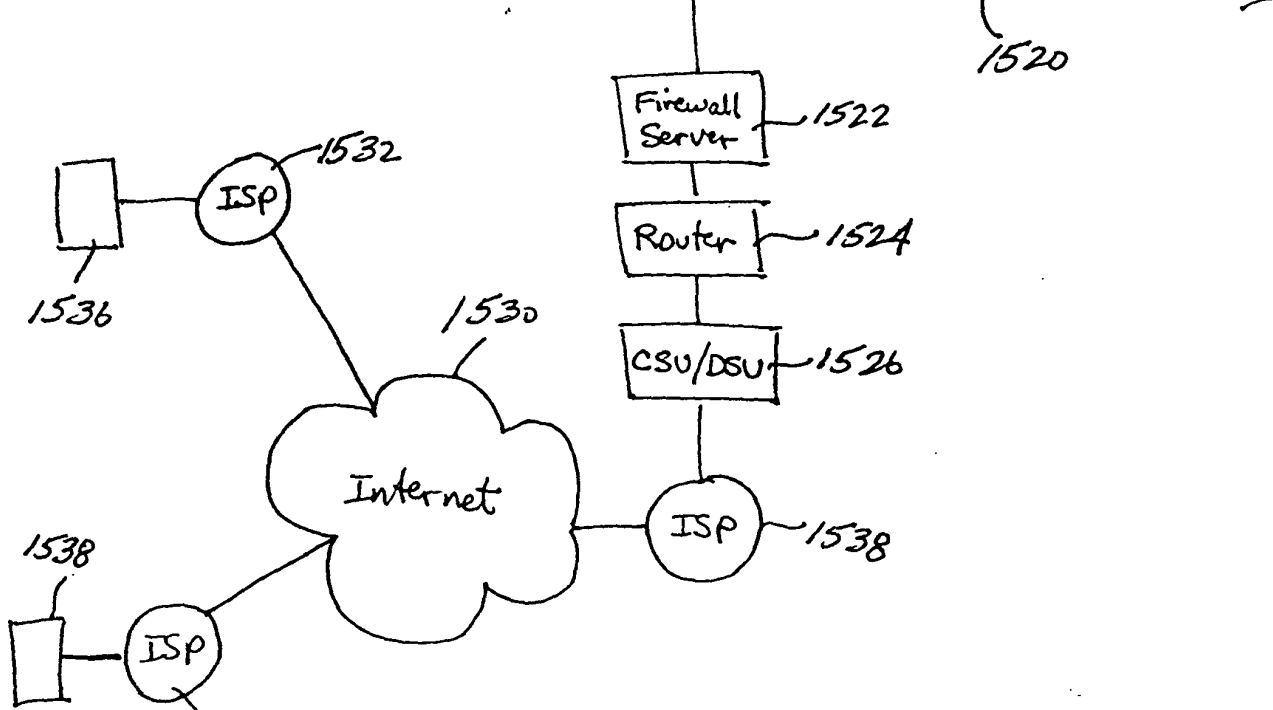 1520
Firewall
Server
1522
1532
ISP
Router
1524
1536
1530
CSU/DSU
1526
Internet
ISP
1538
1538
ISP